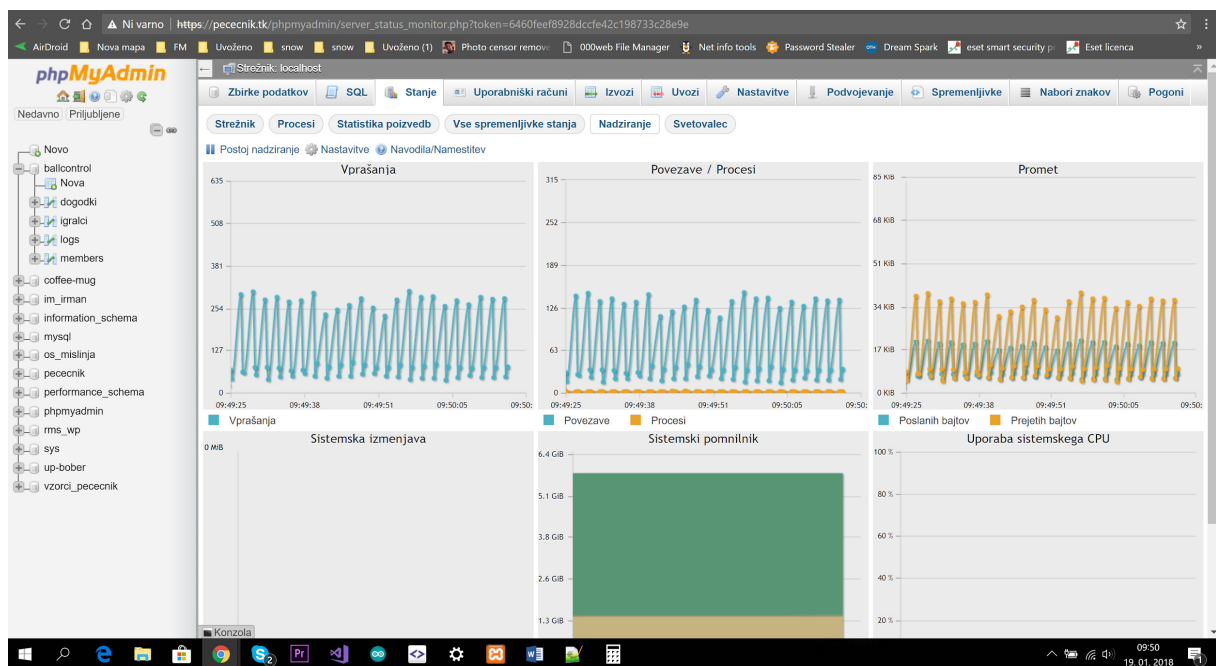 Ni varno | https://pececnik.tk/phpmyadmin/server_status_monitor.php?token=6460feef8928dccfe42c198733c28e9e
AirDroid Nova mapa FM Uvoženo snow snow Uvoženo (1) Photo censor remove 000web File Manager Net info tools Password Stealer Dream Spark eset smart security p Eset licenca »
phpMyAdmin
Nedavno Priljubljene
Novo
ballcontrol
Nova
dogodki
igralci
logs
members
coffee-mug
im_irman
information_schema
mysql
os_mislinja
pececnik
performance_schema
phpmyadmin
rms_wp
sys
up-bober
vzorci_pececnik
Strežnik: localhost
Zbirke podatkov SQL Stanje Uporabniški računi Izvozi Uvozi Nastavitve Podvojevanje Spremenljivke Nabori znakov Pogoni
Strežnik Procesi Statistika poizvedb Vse spremenljivke stanja Nadziranje Svetovalec
Postoj nadziranje Nastavitve Navodila/Namestitev
Vprašanja
635
508
381
254
127
0
09:49:25 09:49:38 09:49:51 09:50:05 09:50:
Vprašanja
Povezave / Procesi
315
252
189
126
63
0
09:49:25 09:49:38 09:49:51 09:50:05 09:50:
Povezave Procesi
Promet
85 KiB
68 KiB
51 KiB
34 KiB
17 KiB
0 KiB
09:49:25 09:49:38 09:49:51 09:50:05 09:50:
Poslanih bajtov Prejetih bajtov
Sistemska izmenjava
0 MiB
Sistemski pomnilnik
6.4 GiB
5.1 GiB
3.8 GiB
2.6 GiB
1.3 GiB
Uporaba sistemskega CPU
100 %
80 %
60 %
40 %
20 %
Konzola
09:50
19. 01. 2018